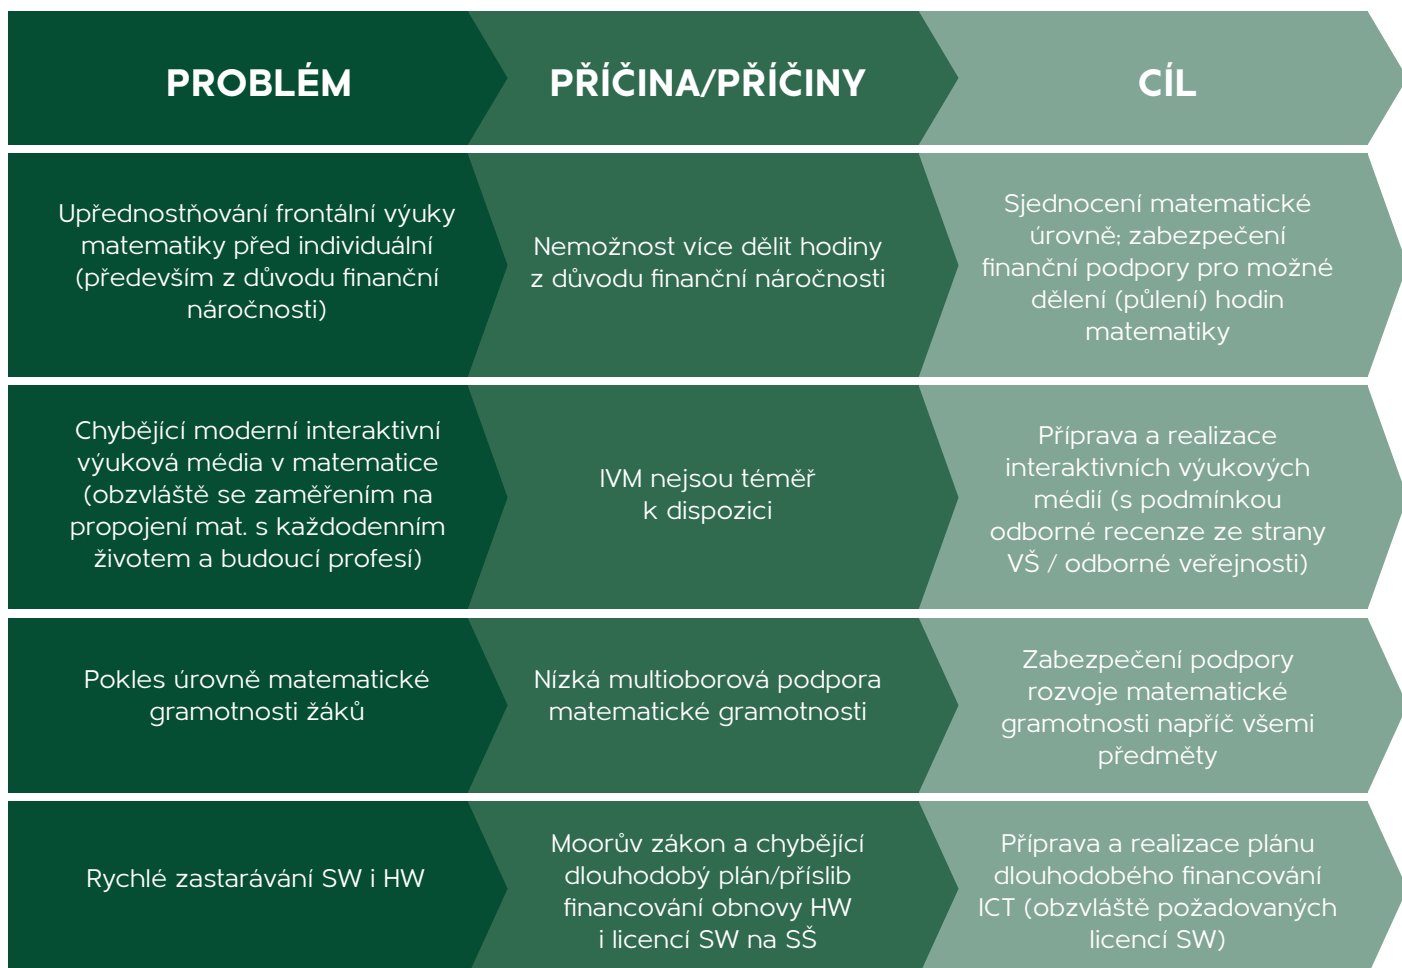 PROBLÉM
PŘÍČINA/PŘÍČINY
CÍL
Upřednostňování frontální výuky
matematiky před individuální
(především z důvodu finanční
náročnosti)
Nemožnost více dělit hodiny
z důvodu finanční náročnosti
Sjednocení matematické
úrovně; zabezpečení
finanční podpory pro možné
dělení (půlení) hodin
matematiky
Chybějící moderní interaktivní
výuková média v matematice
(obzvláště se zaměřením na
propojení mat. s každodenním
životem a budoucí profesí)
IVM nejsou téměř
k dispozici
Příprava a realizace
interaktivních výukových
médií (s podmínkou
odborné recenze ze strany
VŠ / odborné veřejnosti)
Pokles úrovně matematické
gramotnosti žáků
Nízká multioborová podpora
matematické gramotnosti
Zabezpečení podpory
rozvoje matematické
gramotnosti napříč všemi
předměty
Rychlé zastarávání SW i HW
Moorův zákon a chybějící
dlouhodobý plán/příslib
financování obnovy HW
i licencí SW na SŠ
Příprava a realizace plánu
dlouhodobého financování
ICT (obzvláště požadovaných
licencí SW)